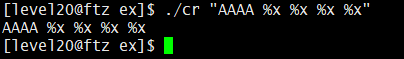 [level20@ftz ex]$ ./cr "AAAA %x %x %x %x"
AAAA %x %x %x %x
[level20@ftz ex]$